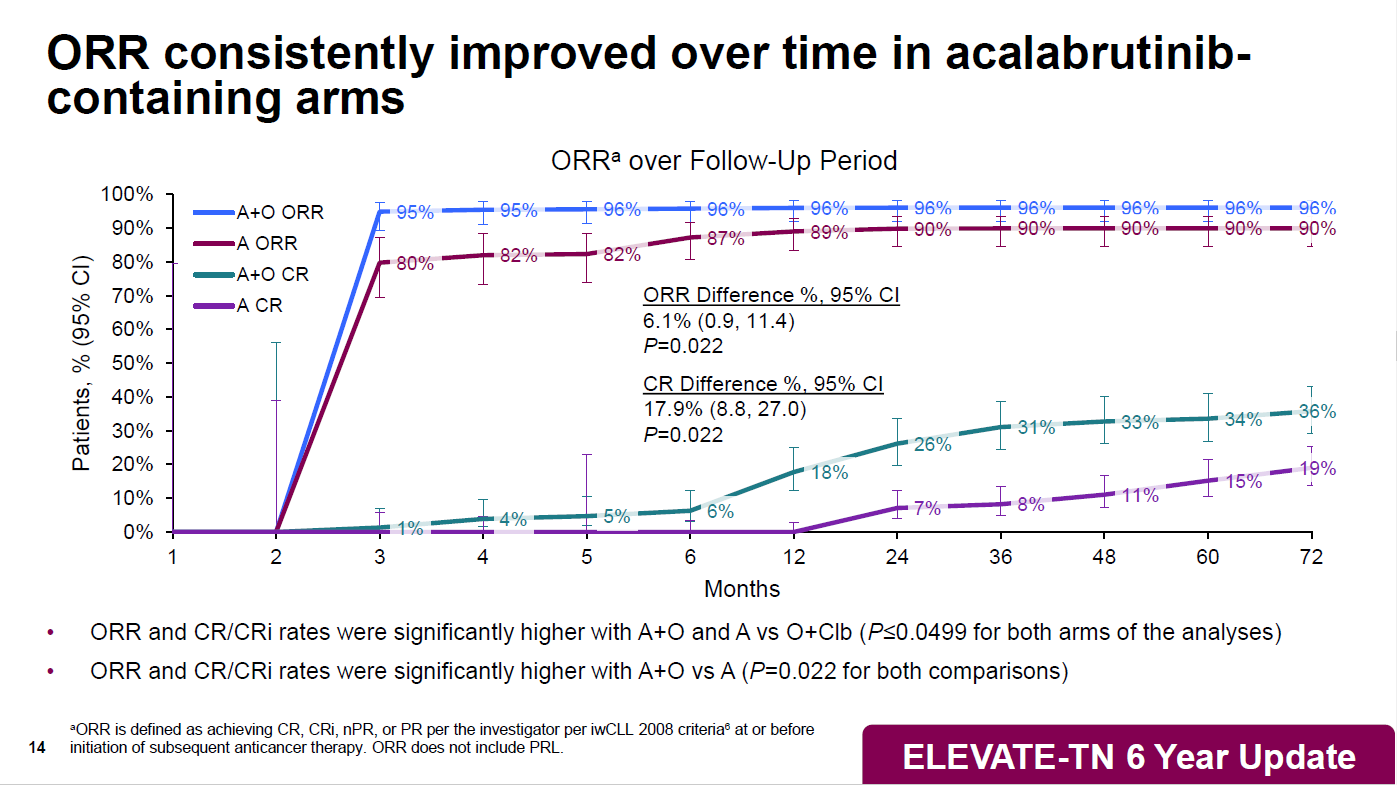 ORR consistently improved over time in acalabrutinib-
containing arms
ORRᵃ over Follow-Up Period
Patients, % (95% CI)
100%
90%
80%
70%
60%
50%
40%
30%
20%
10%
0%
A+O ORR
A ORR
A+O CR
A CR
95% 95% 96% 96% 96% 96% 96% 96% 96% 96%
80% 82% 82% 87% 89% 90% 90% 90% 90% 90%
ORR Difference %, 95% CI
6.1% (0.9, 11.4)
P=0.022
CR Difference %, 95% CI
17.9% (8.8, 27.0)
P=0.022
1% 4% 5% 6% 18% 26% 31% 33% 34% 36%
7% 8% 11% 15% 19%
1 2 3 4 5 6 12 24 36 48 60 72
Months
• ORR and CR/CRi rates were significantly higher with A+O and A vs O+Clb (P≤0.0499 for both arms of the analyses)
• ORR and CR/CRi rates were significantly higher with A+O vs A (P=0.022 for both comparisons)
ᵃORR is defined as achieving CR, CRi, nPR, or PR per the investigator per iwCLL 2008 criteria⁶ at or before
14 initiation of subsequent anticancer therapy. ORR does not include PRL.
ELEVATE-TN 6 Year Update